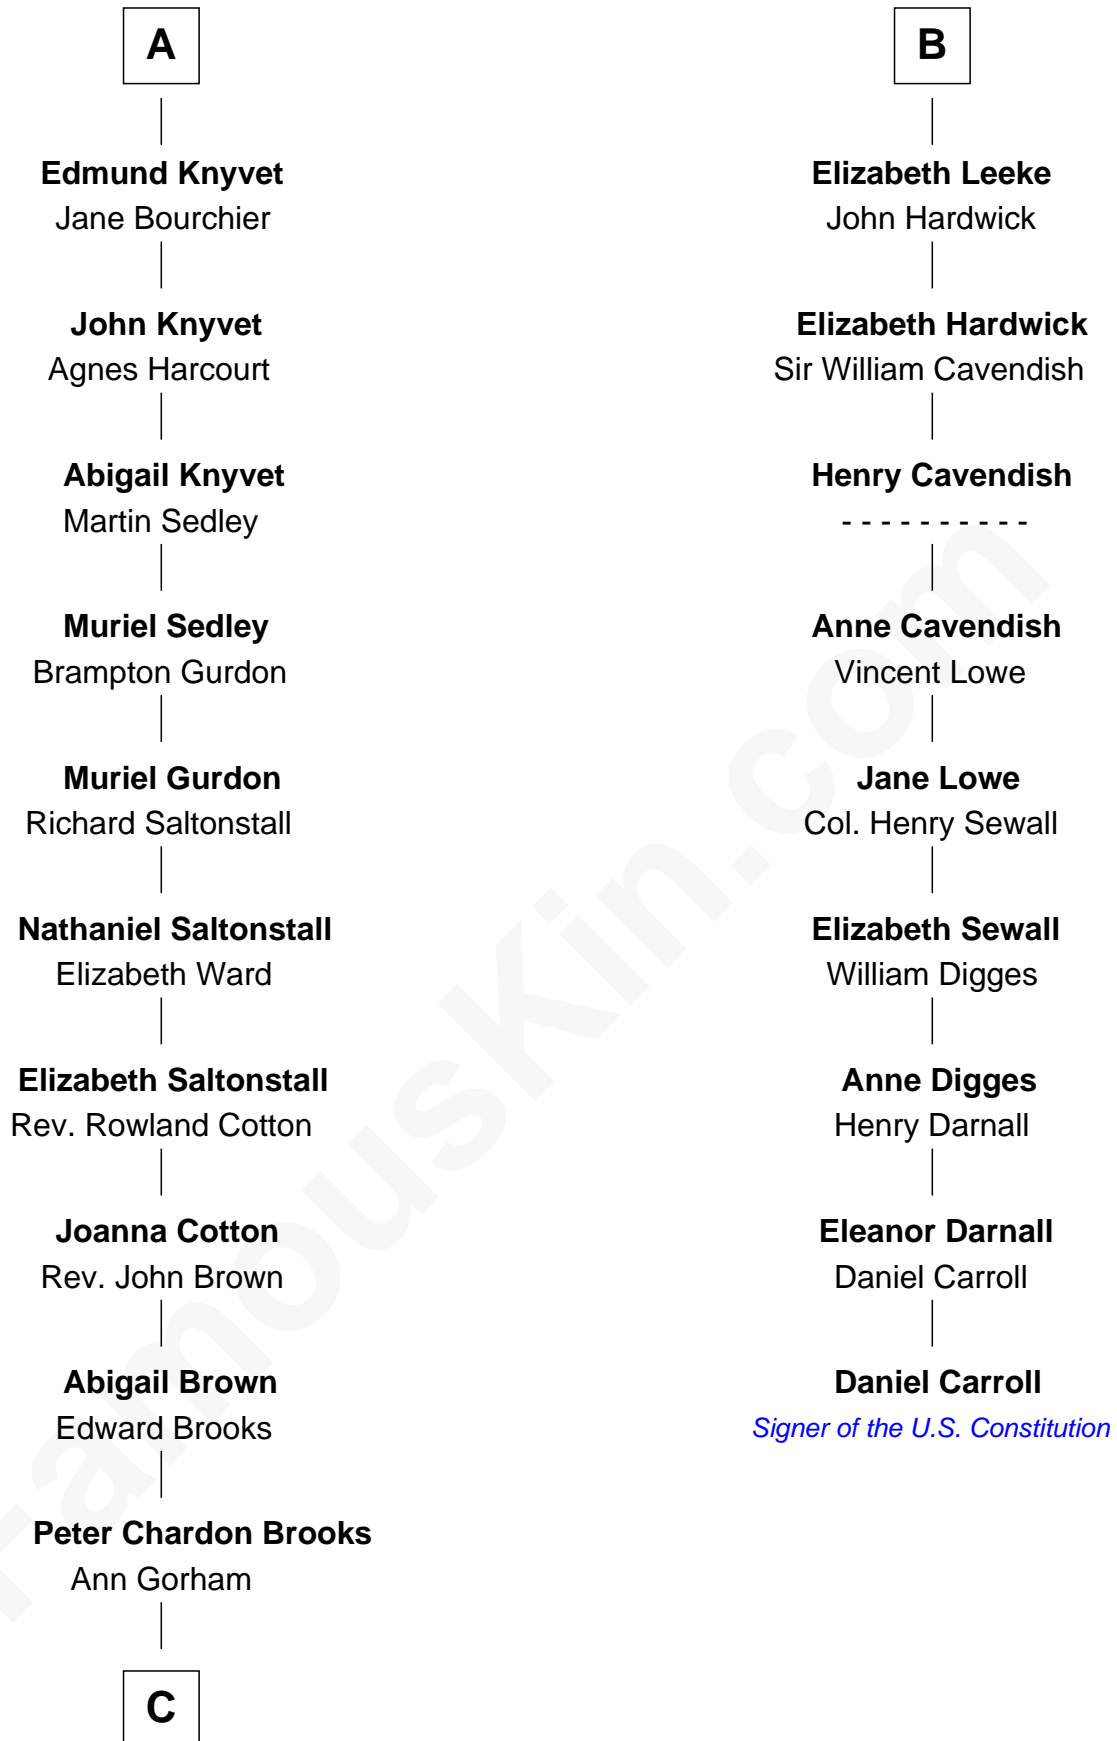 A
Edmund Knyvet
Jane Bourchier
John Knyvet
Agnes Harcourt
Abigail Knyvet
Martin Sedley
Muriel Sedley
Brampton Gurdon
Muriel Gurdon
Richard Saltonstall
Nathaniel Saltonstall
Elizabeth Ward
Elizabeth Saltonstall
Rev. Rowland Cotton
Joanna Cotton
Rev. John Brown
Abigail Brown
Edward Brooks
Peter Chardon Brooks
Ann Gorham
C
B
Elizabeth Leeke
John Hardwick
Elizabeth Hardwick
Sir William Cavendish
Henry Cavendish
- - - - - - - - - -
Anne Cavendish
Vincent Lowe
Jane Lowe
Col. Henry Sewall
Elizabeth Sewall
William Digges
Anne Digges
Henry Darnall
Eleanor Darnall
Daniel Carroll
Daniel Carroll
Signer of the U.S. Constitution
FamousKin.com